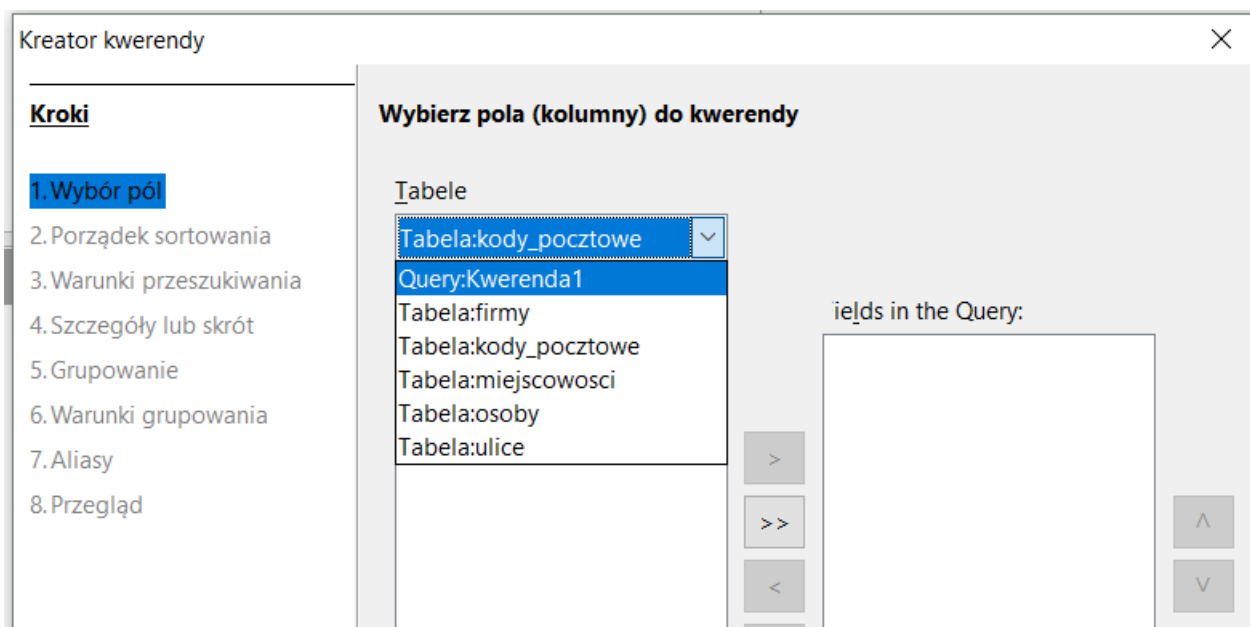 Kreator kwerendy
Kroki
1. Wybór pól
2. Porządek sortowania
3. Warunki przeszukiwania
4. Szczegóły lub skrót
5. Grupowanie
6. Warunki grupowania
7. Aliasy
8. Przegląd
Wybierz pola (kolumny) do kwerendy
Tabele
Tabela:kody_pocztowe
Query:Kwerenda1
Tabela:firmy
Tabela:kody_pocztowe
Tabela:miejscowosci
Tabela:osoby
Tabela:ulice
>
>>
<
ields in the Query: